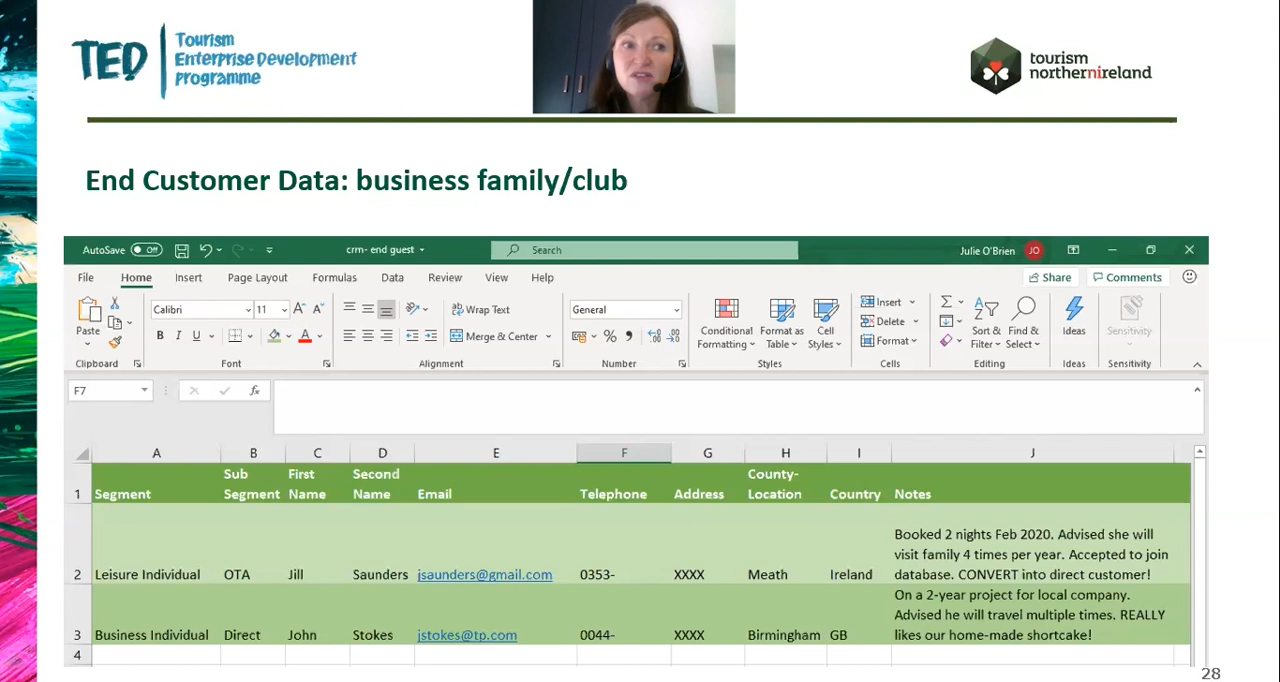 TED
Tourism
Enterprise Development
programme
tourism
northernireland
End Customer Data: business family/club
AutoSave Off
crm- end guest
Search
Julie O'Brien JO
File Home Insert Page Layout Formulas Data Review View Help
Share Comments
Paste
Calibri 11
B I U
Wrap Text
Merge & Center
General
%
Conditional Formatting
Format as Table
Cell Styles
Insert
Delete
Format
Sort & Filter
Find & Select
Ideas
Sensitivity
Clipboard Font Alignment Number Styles Cells Editing Ideas Sensitivity
F7 fx
A B C D E F G H I J
1 Segment Sub Segment First Name Second Name Email Telephone Address County-Location Country Notes
Booked 2 nights Feb 2020. Advised she will
visit family 4 times per year. Accepted to join
2 Leisure Individual OTA Jill Saunders jsaunders@gmail.com 0353- XXXX Meath Ireland database. CONVERT into direct customer!
On a 2-year project for local company.
Advised he will travel multiple times. REALLY
3 Business Individual Direct John Stokes jstokes@tp.com 0044- XXXX Birmingham GB likes our home-made shortcake!
4
28